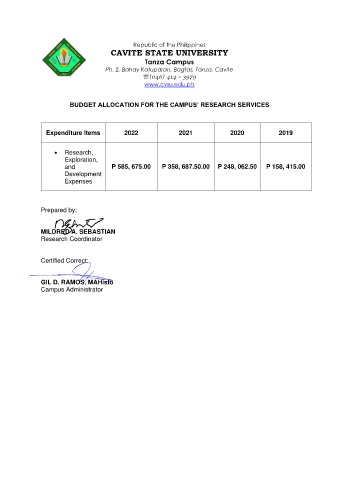 Republic of the Philippines
CAVITE STATE UNIVERSITY
Tanza Campus
Ph. 2, Bahay Katuparan, Bagtas, Tanza, Cavite
☏(046) 414 – 3979
www.cvsu.edu.ph
BUDGET ALLOCATION FOR THE CAMPUS' RESEARCH SERVICES
Expenditure Items 2022 2021 2020 2019
• Research, Exploration, and Development Expenses P 585, 675.00 P 358, 687.50.00 P 248, 062.50 P 158, 415.00
Prepared by:
MILDRED A. SEBASTIAN
Research Coordinator
Certified Correct:
GIL D. RAMOS, MAHisto
Campus Administrator